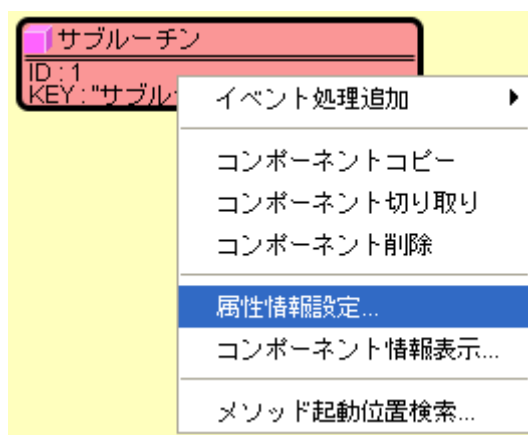 サブルーチン
ID:1
KEY:"サブル
イベント処理追加
コンポーネントコピー
コンポーネント切り取り
コンポーネント削除
属性情報設定...
コンポーネント情報表示...
メソッド起動位置検索...